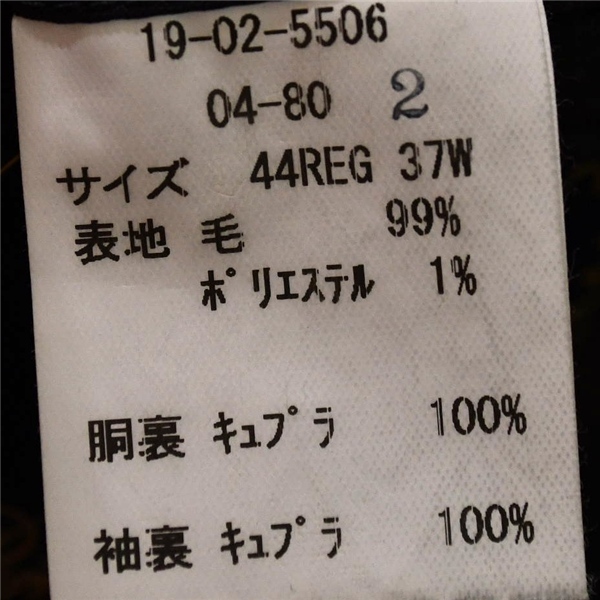 19-02-5506
04-80 2
サイズ 44REG 37W
表地 毛 99%
ポリエステル 1%
胴裏 キュプラ 100%
袖裏 キュプラ 100%